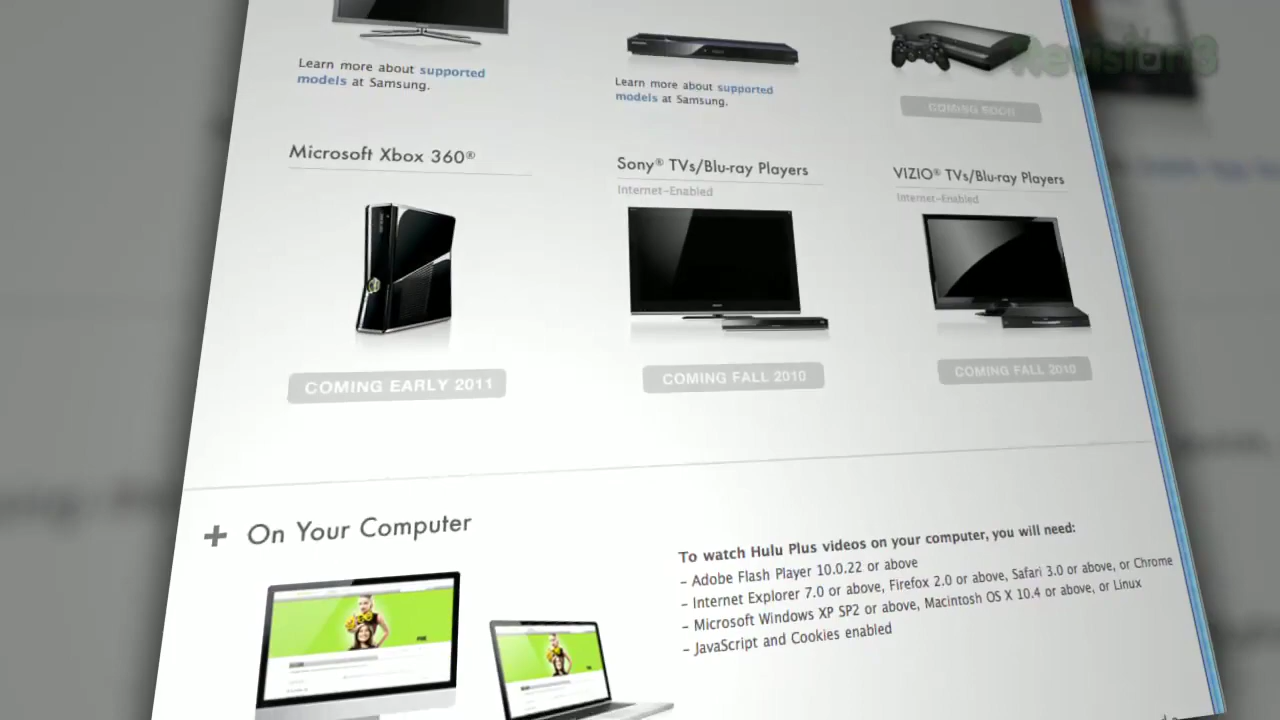 Learn more about supported
models at Samsung.
Learn more about supported
models at Samsung.
Revision3
COMING SOON
Microsoft Xbox 360®
Sony® TVs/Blu-ray Players
Internet-Enabled
VIZIO® TVs/Blu-ray Players
Internet-Enabled
COMING EARLY 2011
COMING FALL 2010
COMING FALL 2010
+ On Your Computer
To watch Hulu Plus videos on your computer, you will need:
- Adobe Flash Player 10.0.22 or above
- Internet Explorer 7.0 or above, Firefox 2.0 or above, Safari 3.0 or above, or Chrome
- Microsoft Windows XP SP2 or above, Macintosh OS X 10.4 or above, or Linux
- JavaScript and Cookies enabled